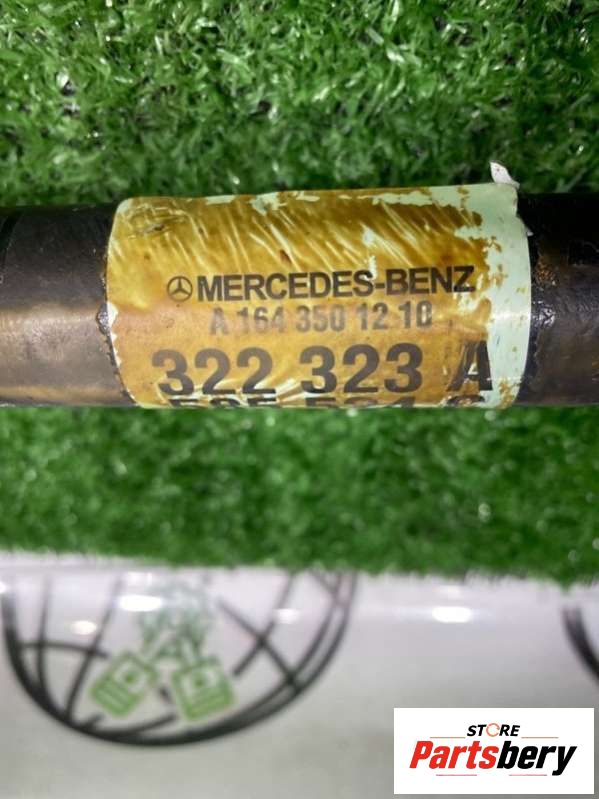 MERCEDES-BENZ
A 164 350 12 10
322 323 A
STORE
Partsbery